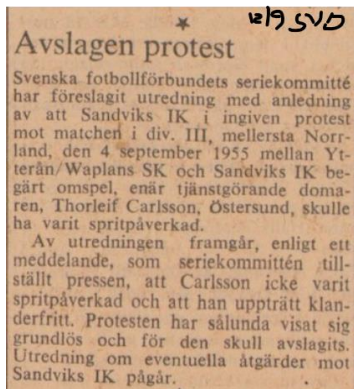 12/9 SVD
Avslagen protest
Svenska fotbollförbundets seriekommitté
har föreslagit utredning med anledning
av att Sandviks IK i ingiven protest
mot matchen i div. III, mellersta Norr-
land, den 4 september 1955 mellan Yt-
terån/Waplans SK och Sandviks IK be-
gärt omspel, enär tjänstgörande doma-
ren, Thorleif Carlsson, Östersund, skulle
ha varit spritpåverkad.
Av utredningen framgår, enligt ett
meddelande, som seriekommittén till-
ställt pressen, att Carlsson icke varit
spritpåverkad och att han uppträtt klan-
derfritt. Protesten har sålunda visat sig
grundlös och för den skull avslagits.
Utredning om eventuella åtgärder mot
Sandviks IK pågår.